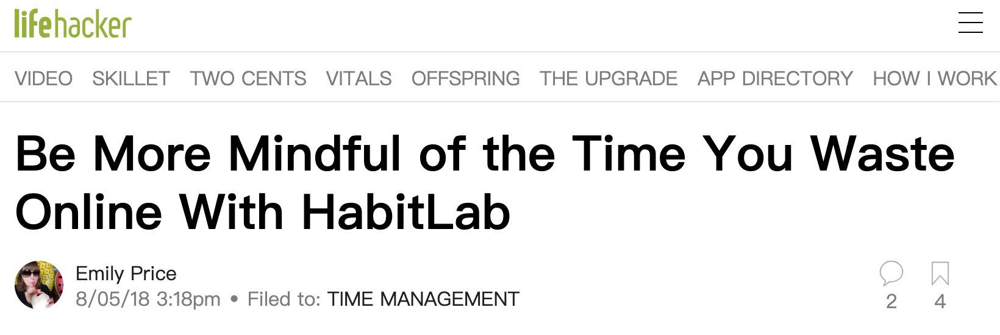 lifehacker
VIDEO SKILLET TWO CENTS VITALS OFFSPRING THE UPGRADE APP DIRECTORY HOW I WORK
Be More Mindful of the Time You Waste
Online With HabitLab
Emily Price
8/05/18 3:18pm • Filed to: TIME MANAGEMENT
2 4